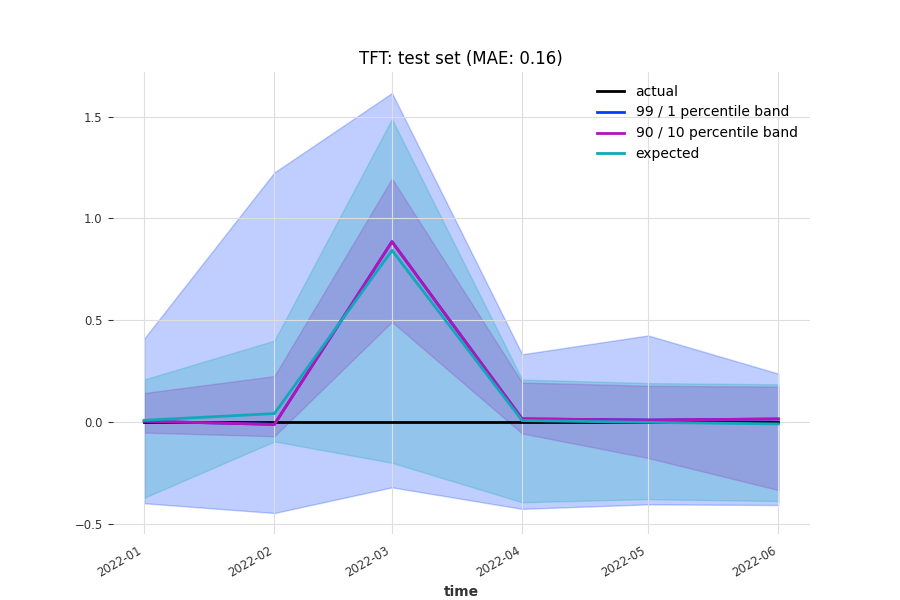 TFT: test set (MAE: 0.16)
actual
99 / 1 percentile band
90 / 10 percentile band
expected
1.5
1.0
0.5
0.0
−0.5
2022-01
2022-02
2022-03
2022-04
2022-05
2022-06
time